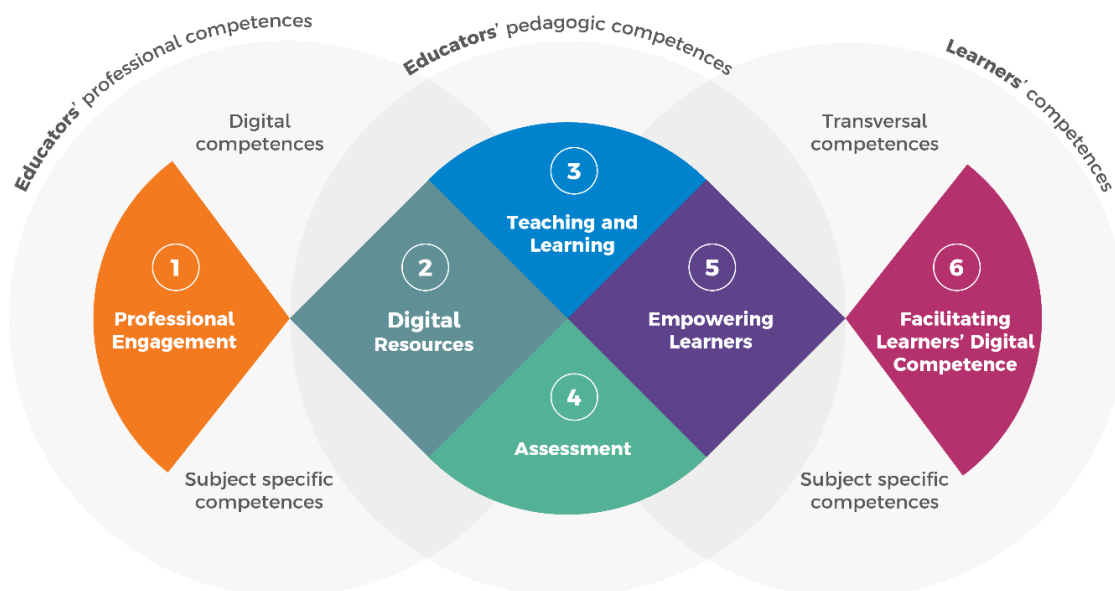 Educators' professional competences
Educators' pedagogic competences
Learners' competences
Digital
competences
Transversal
competences
1
Professional
Engagement
2
Digital
Resources
3
Teaching and
Learning
4
Assessment
5
Empowering
Learners
6
Facilitating
Learners' Digital
Competence
Subject specific
competences
Subject specific
competences